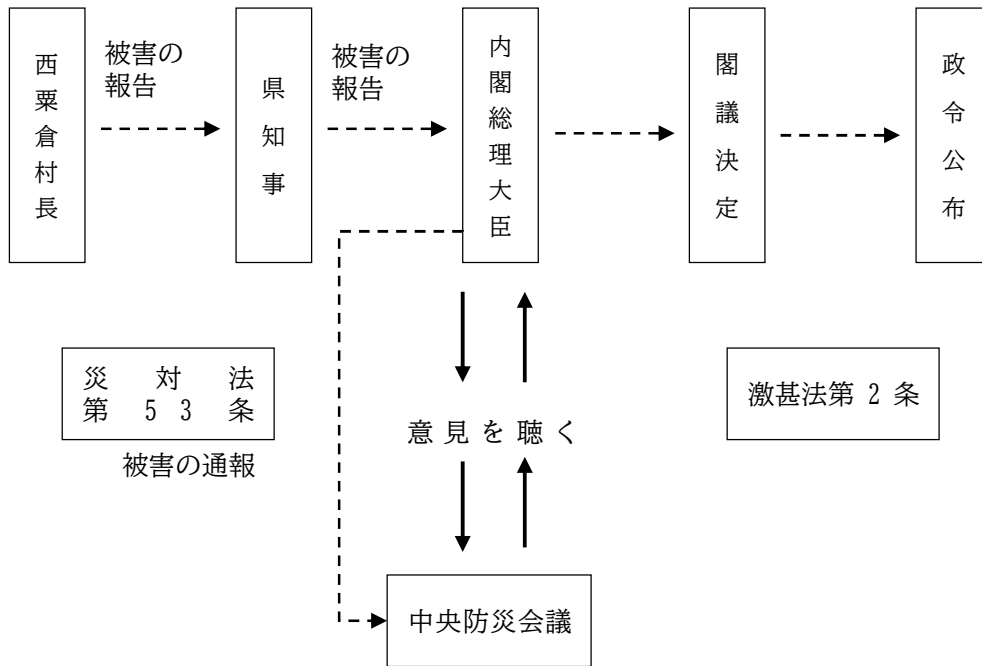 西粟倉村長
被害の
報告
県知事
被害の
報告
内閣総理大臣
閣議決定
政令公布
災対法
第53条
被害の通報
激甚法第2条
意見を聴く
中央防災会議